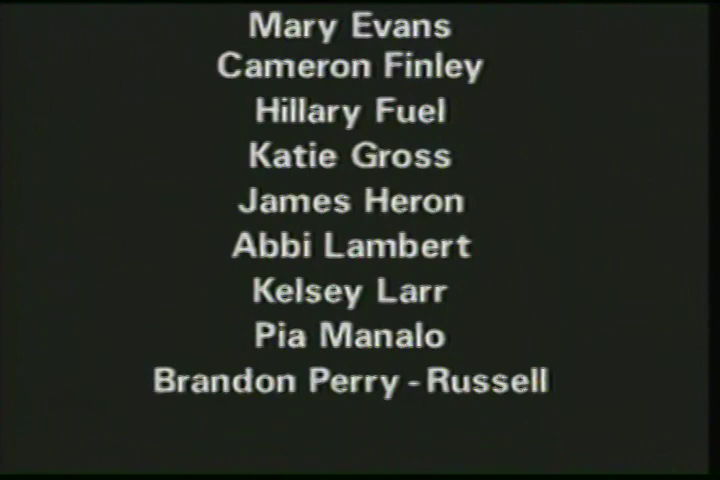 Mary Evans
Cameron Finley
Hillary Fuel
Katie Gross
James Heron
Abbi Lambert
Kelsey Larr
Pia Manalo
Brandon Perry - Russell